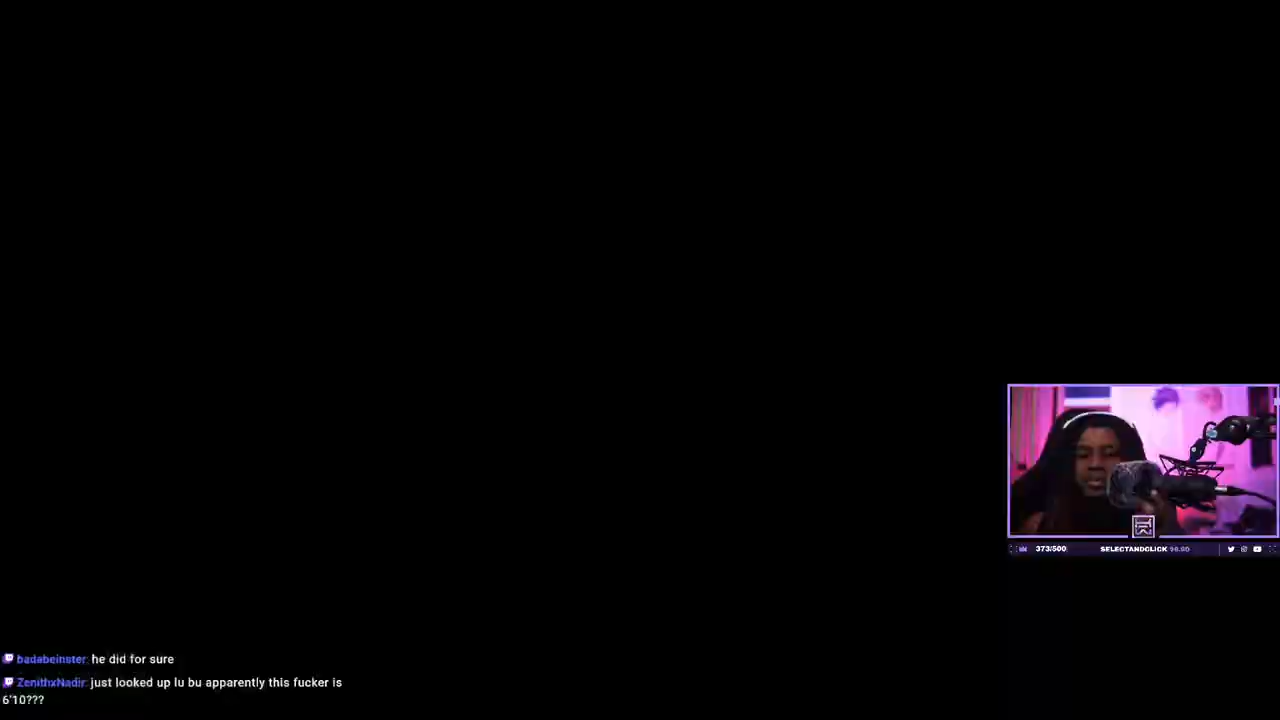 373/500 SELECTANDCLICK
badabeinster: he did for sure
ZenithxNadir: just looked up lu bu apparently this fucker is
6'10???